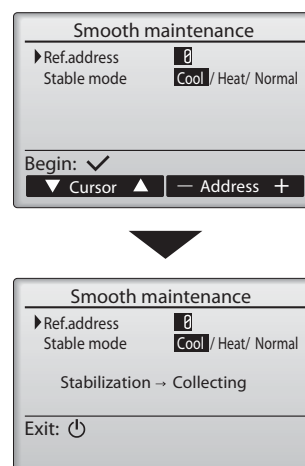 Smooth maintenance
Ref.address 0
Stable mode Cool / Heat/ Normal
Begin: ✓
▼ Cursor ▲ — Address +
Smooth maintenance
Ref.address 0
Stable mode Cool / Heat/ Normal
Stabilization → Collecting
Exit: ⏻